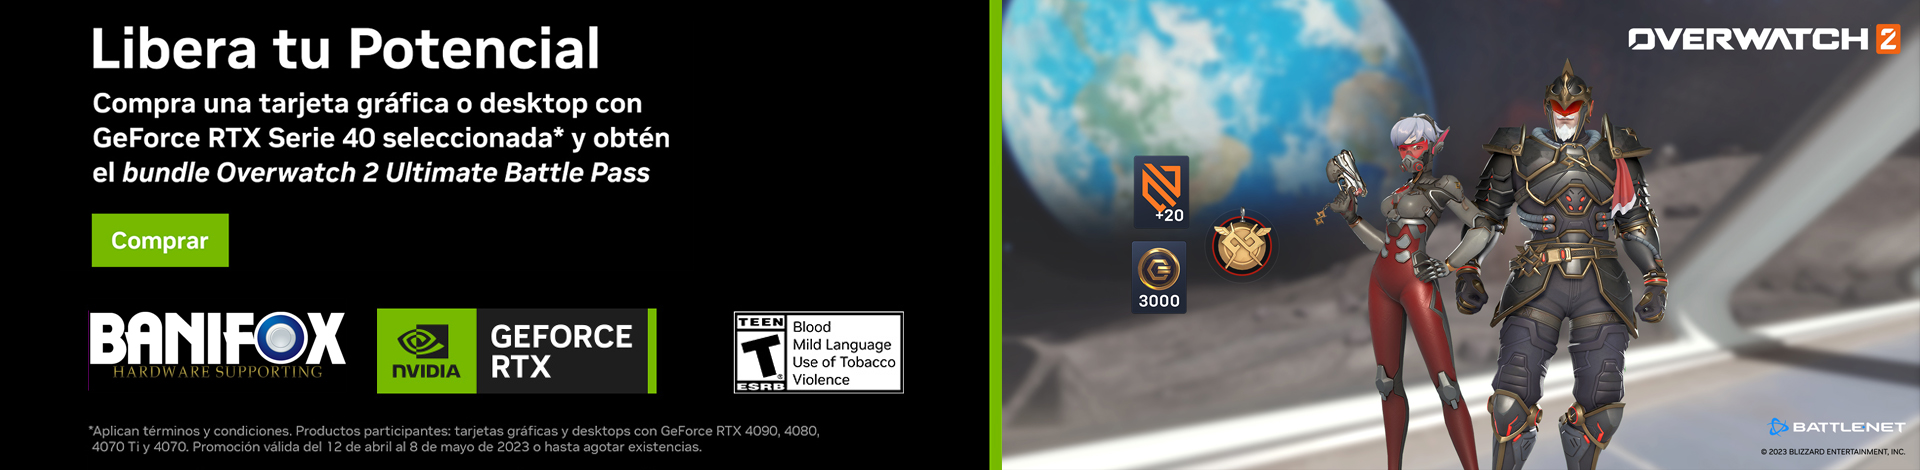 Libera tu Potencial
Compra una tarjeta gráfica o desktop con
GeForce RTX Serie 40 seleccionada* y obtén
el bundle Overwatch 2 Ultimate Battle Pass
Comprar
BANIFOX
HARDWARE SUPPORTING
NVIDIA
GEFORCE
RTX
TEEN
T
ESRB
Blood
Mild Language
Use of Tobacco
Violence
*Aplican términos y condiciones. Productos participantes: tarjetas gráficas y desktops con GeForce RTX 4090, 4080,
4070 Ti y 4070. Promoción válida del 12 de abril al 8 de mayo de 2023 o hasta agotar existencias.
OVERWATCH 2
+20
3000
BATTLENET
© 2023 BLIZZARD ENTERTAINMENT, INC.